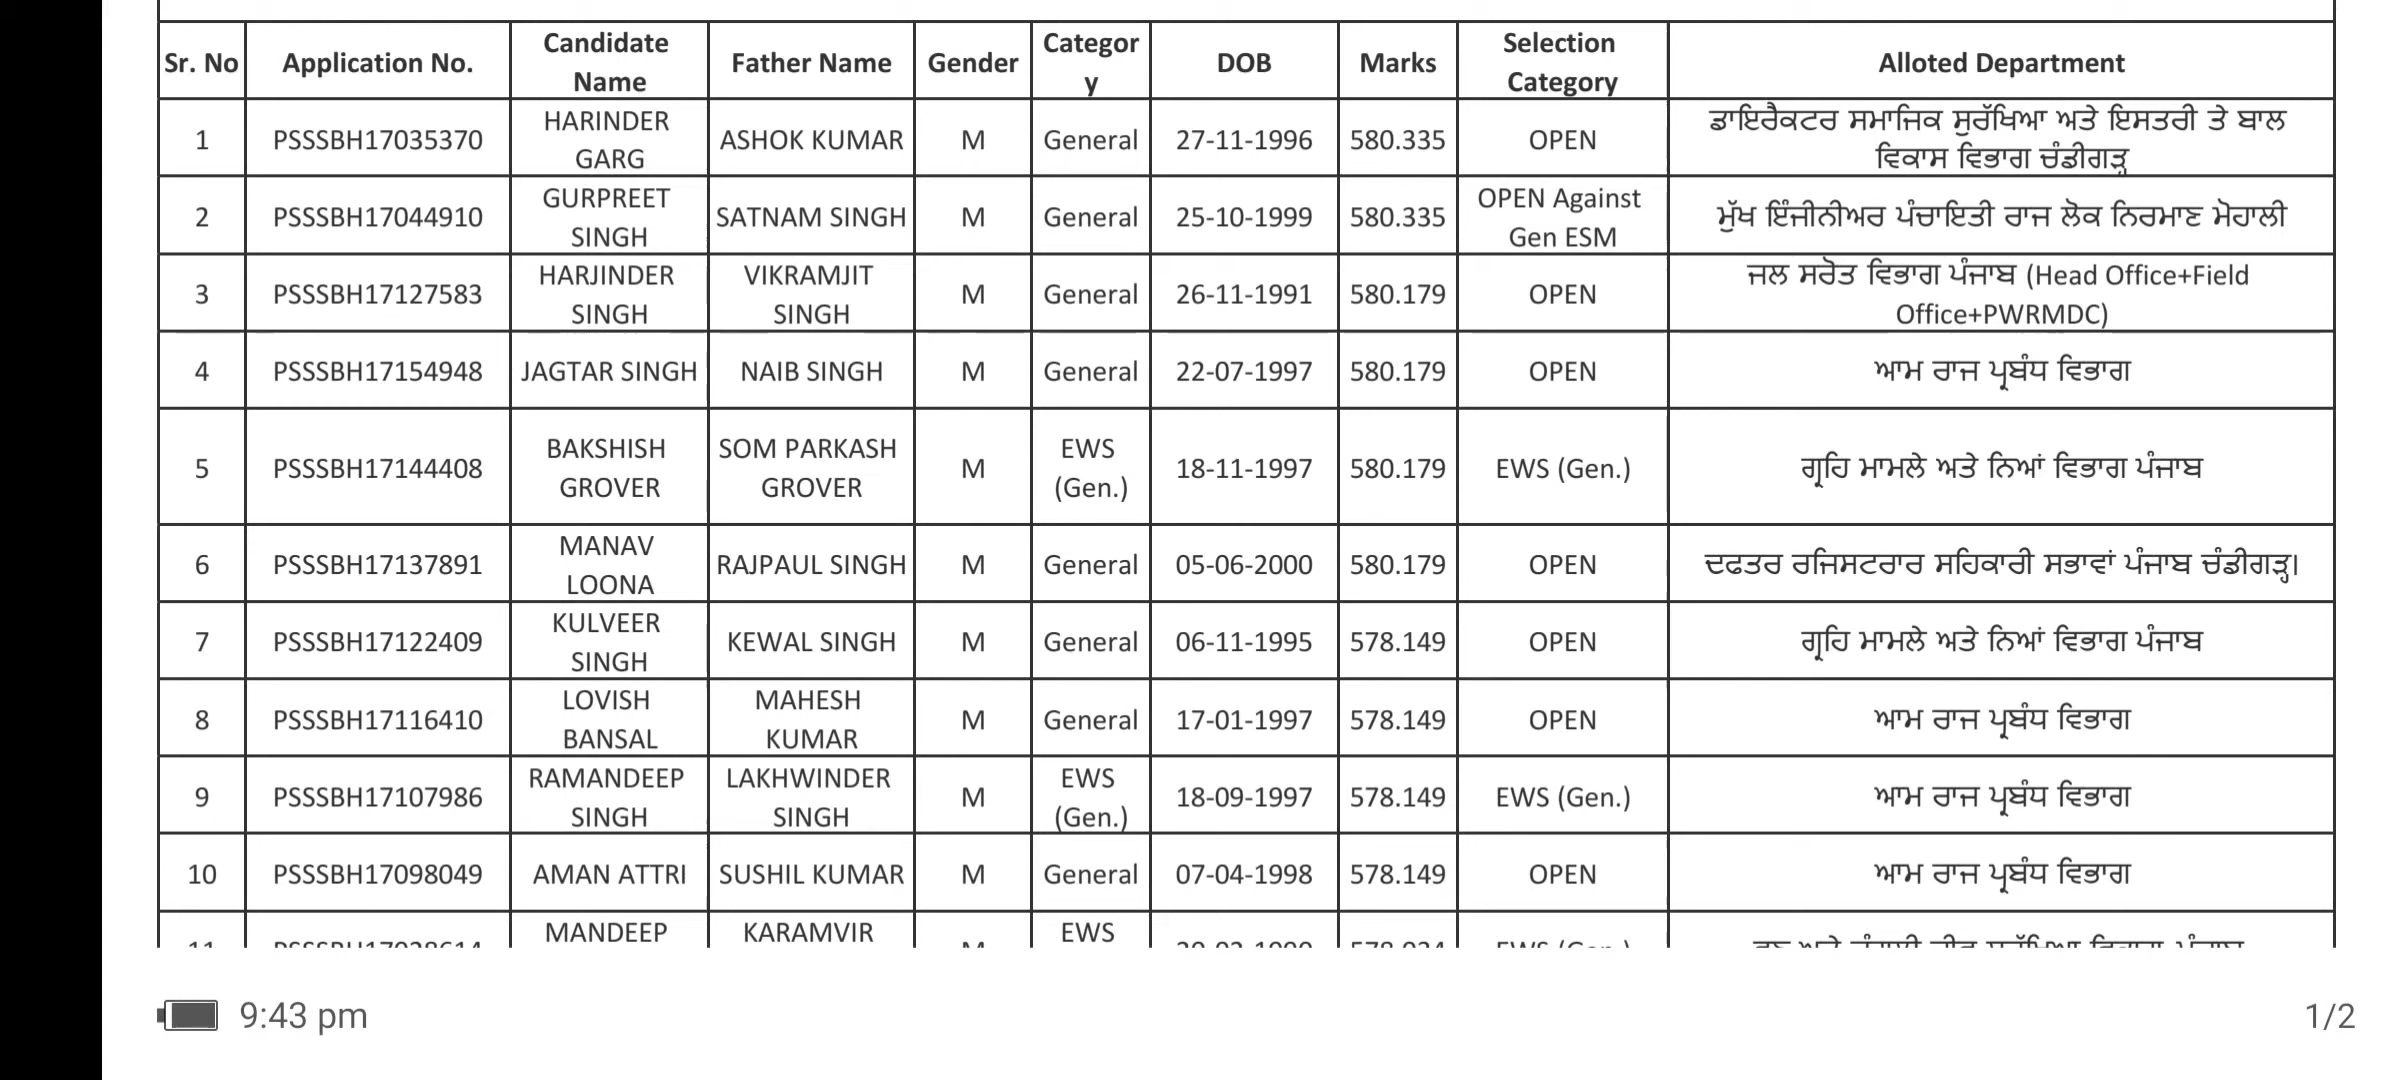 Sr. No	Application No.	Candidate Name	Father Name	Gender	Category	DOB	Marks	Selection Category	Alloted Department
1	PSSSBH17035370	HARINDER GARG	ASHOK KUMAR	M	General	27-11-1996	580.335	OPEN	ਡਾਇਰੈਕਟਰ ਸਮਾਜਿਕ ਸੁਰੱਖਿਆ ਅਤੇ ਇਸਤਰੀ ਤੇ ਬਾਲ ਵਿਕਾਸ ਵਿਭਾਗ ਚੰਡੀਗੜ੍ਹ
2	PSSSBH17044910	GURPREET SINGH	SATNAM SINGH	M	General	25-10-1999	580.335	OPEN Against Gen ESM	ਮੁੱਖ ਇੰਜੀਨੀਅਰ ਪੰਚਾਇਤੀ ਰਾਜ ਲੋਕ ਨਿਰਮਾਣ ਮੋਹਾਲੀ
3	PSSSBH17127583	HARJINDER SINGH	VIKRAMJIT SINGH	M	General	26-11-1991	580.179	OPEN	ਜਲ ਸਰੋਤ ਵਿਭਾਗ ਪੰਜਾਬ (Head Office+Field Office+PWRMDC)
4	PSSSBH17154948	JAGTAR SINGH	NAIB SINGH	M	General	22-07-1997	580.179	OPEN	ਆਮ ਰਾਜ ਪ੍ਰਬੰਧ ਵਿਭਾਗ
5	PSSSBH17144408	BAKSHISH GROVER	SOM PARKASH GROVER	M	EWS (Gen.)	18-11-1997	580.179	EWS (Gen.)	ਗ੍ਰਹਿ ਮਾਮਲੇ ਅਤੇ ਨਿਆਂ ਵਿਭਾਗ ਪੰਜਾਬ
6	PSSSBH17137891	MANAV LOONA	RAJPAUL SINGH	M	General	05-06-2000	580.179	OPEN	ਦਫਤਰ ਰਜਿਸਟਰਾਰ ਸਹਿਕਾਰੀ ਸਭਾਵਾਂ ਪੰਜਾਬ ਚੰਡੀਗੜ੍ਹ।
7	PSSSBH17122409	KULVEER SINGH	KEWAL SINGH	M	General	06-11-1995	578.149	OPEN	ਗ੍ਰਹਿ ਮਾਮਲੇ ਅਤੇ ਨਿਆਂ ਵਿਭਾਗ ਪੰਜਾਬ
8	PSSSBH17116410	LOVISH BANSAL	MAHESH KUMAR	M	General	17-01-1997	578.149	OPEN	ਆਮ ਰਾਜ ਪ੍ਰਬੰਧ ਵਿਭਾਗ
9	PSSSBH17107986	RAMANDEEP SINGH	LAKHWINDER SINGH	M	EWS (Gen.)	18-09-1997	578.149	EWS (Gen.)	ਆਮ ਰਾਜ ਪ੍ਰਬੰਧ ਵਿਭਾਗ
10	PSSSBH17098049	AMAN ATTRI	SUSHIL KUMAR	M	General	07-04-1998	578.149	OPEN	ਆਮ ਰਾਜ ਪ੍ਰਬੰਧ ਵਿਭਾਗ
11	MANDEEP	KARAMVIR	EWS
9:43 pm	1/2